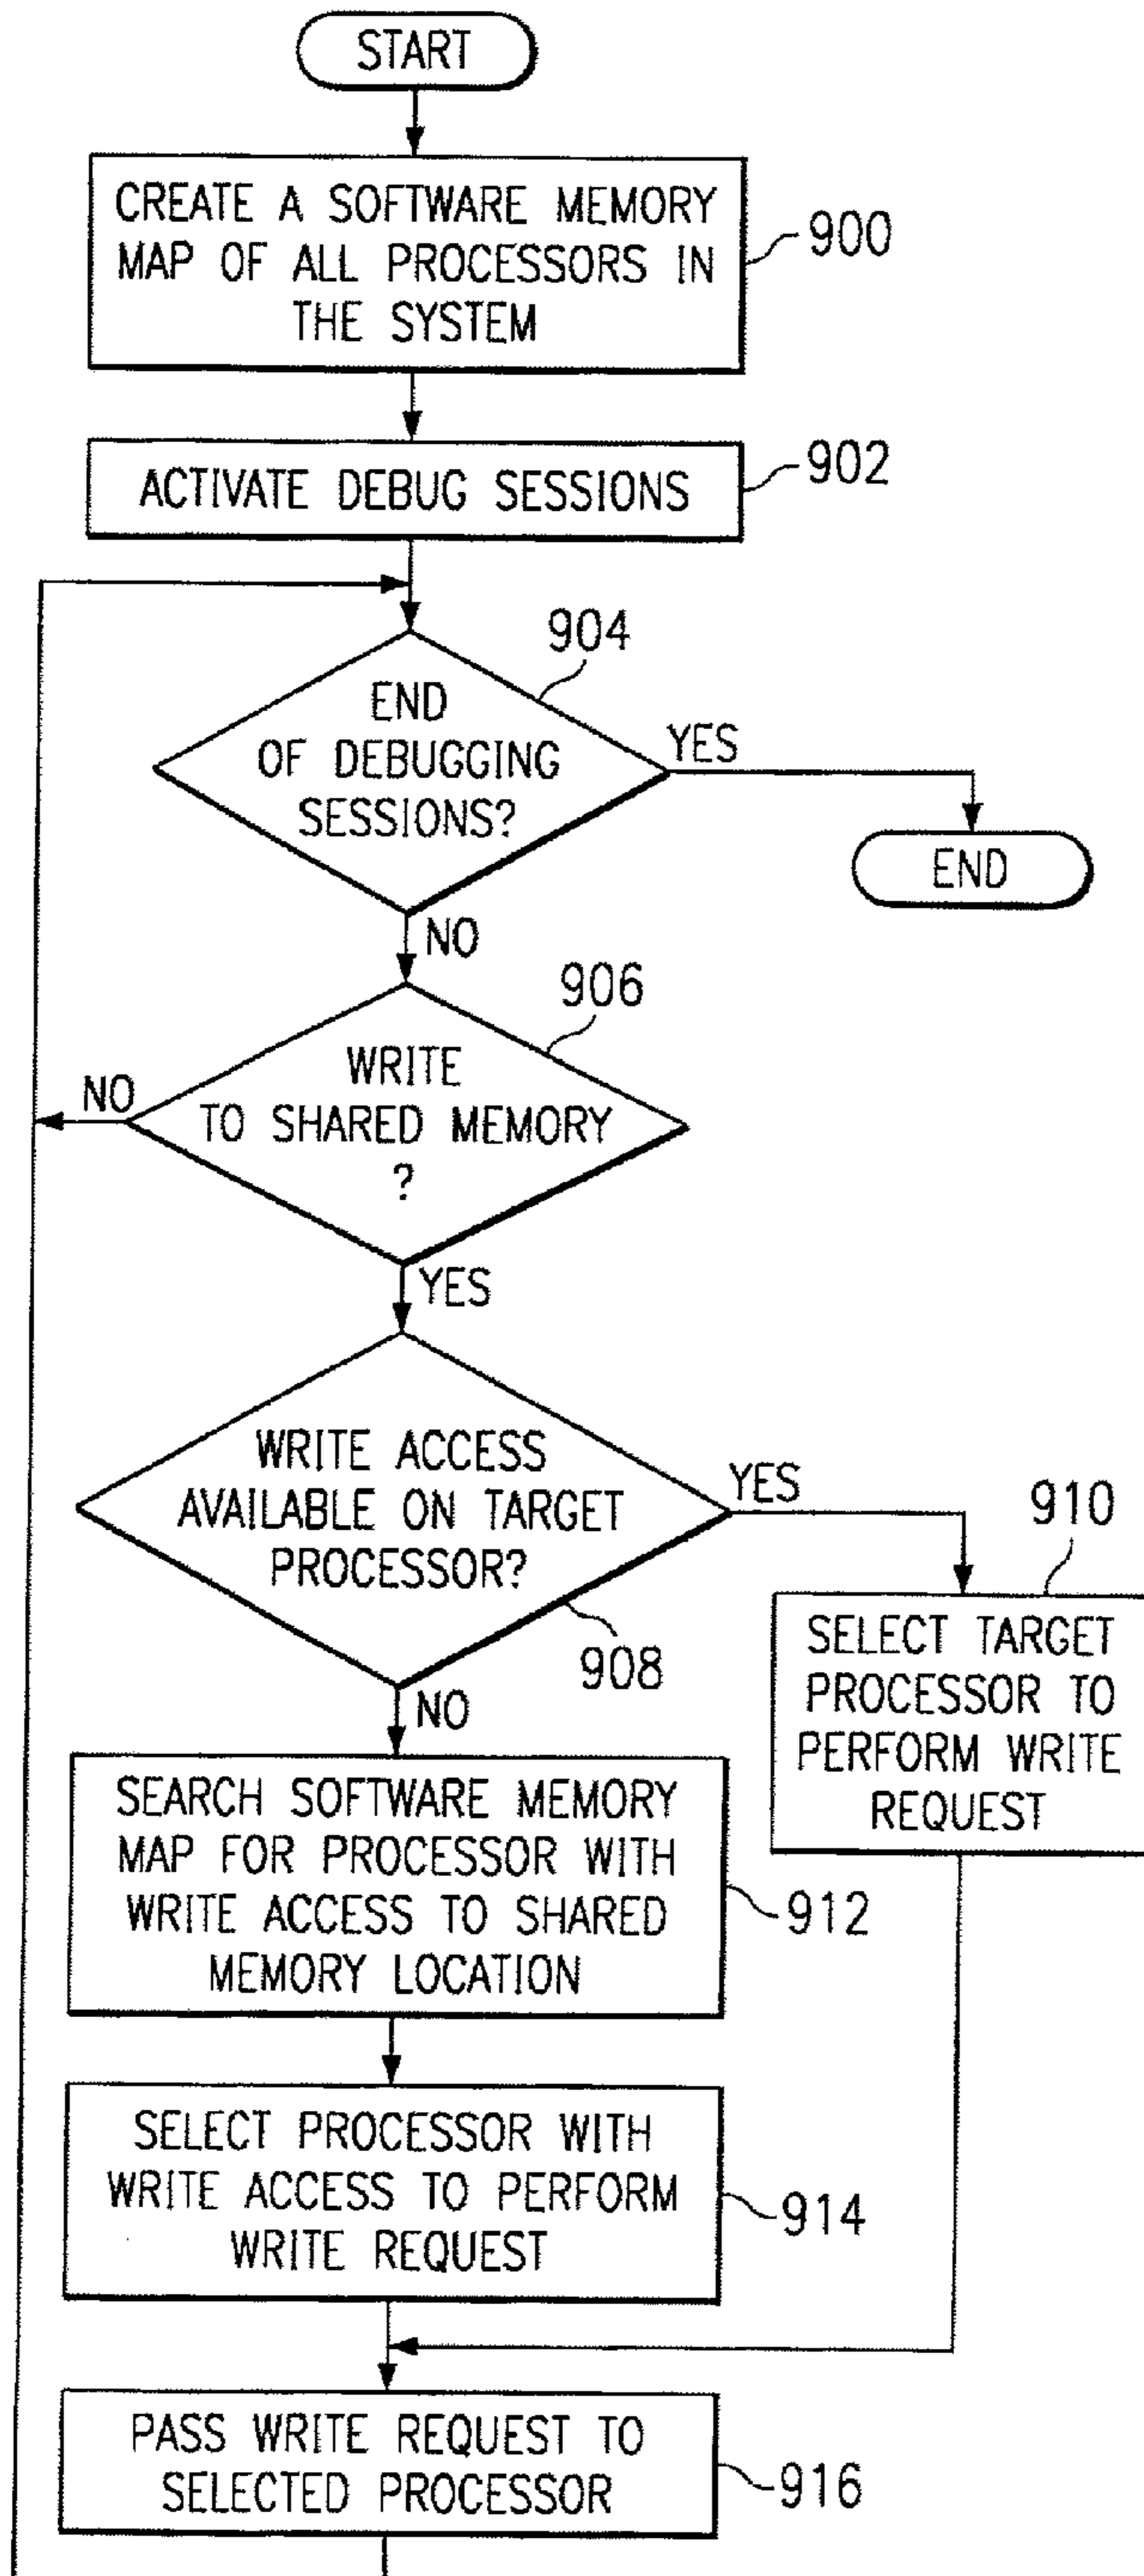 START
CREATE A SOFTWARE MEMORY
MAP OF ALL PROCESSORS IN
THE SYSTEM
900
ACTIVATE DEBUG SESSIONS
902
904
END
OF DEBUGGING
SESSIONS?
YES
END
NO
906
WRITE
TO SHARED MEMORY
?
NO
YES
WRITE ACCESS
AVAILABLE ON TARGET
PROCESSOR?
YES
908
910
SELECT TARGET
PROCESSOR TO
PERFORM WRITE
REQUEST
NO
SEARCH SOFTWARE MEMORY
MAP FOR PROCESSOR WITH
WRITE ACCESS TO SHARED
MEMORY LOCATION
912
SELECT PROCESSOR WITH
WRITE ACCESS TO PERFORM
WRITE REQUEST
914
PASS WRITE REQUEST TO
SELECTED PROCESSOR
916